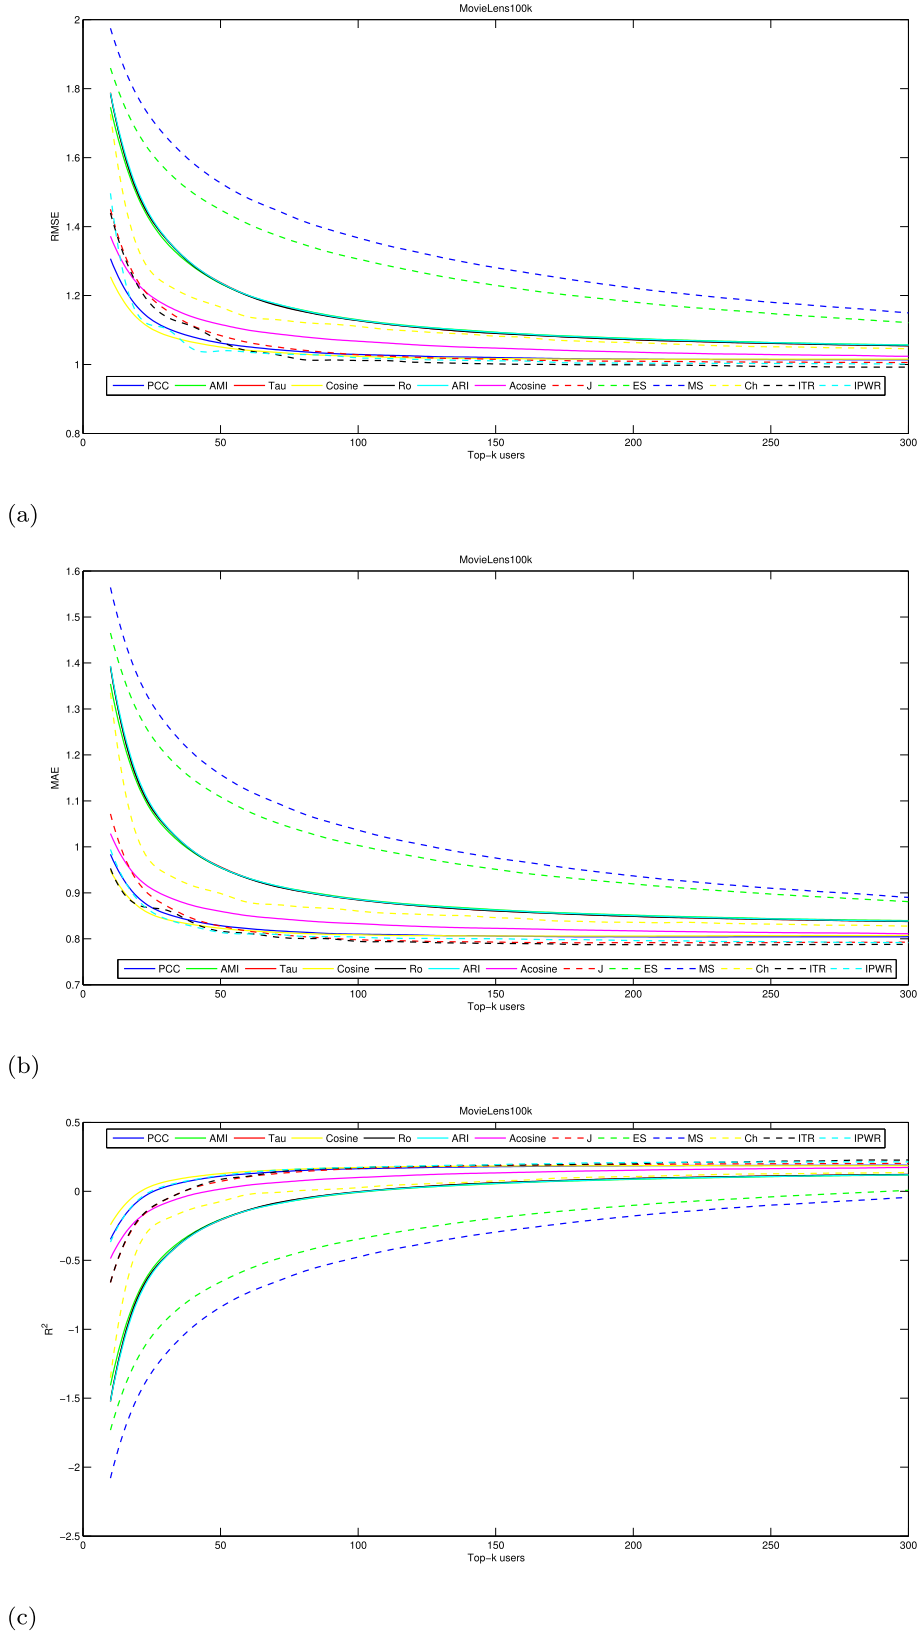 MovieLens100k
2
1.8
1.6
1.4
1.2
1
0.8
RMSE
PCC AMI Tau Cosine Ro ARI Acosine J ES MS Ch ITR IPWR
0 50 100 150 200 250 300
Top-k users
(a)
MovieLens100k
1.6
1.5
1.4
1.3
1.2
1.1
1
0.9
0.8
0.7
MAE
PCC AMI Tau Cosine Ro ARI Acosine J ES MS Ch ITR IPWR
0 50 100 150 200 250 300
Top-k users
(b)
MovieLens100k
0.5
PCC AMI Tau Cosine Ro ARI Acosine J ES MS Ch ITR IPWR
0
−0.5
−1
−1.5
−2
−2.5
R²
0 50 100 150 200 250 300
Top-k users
(c)